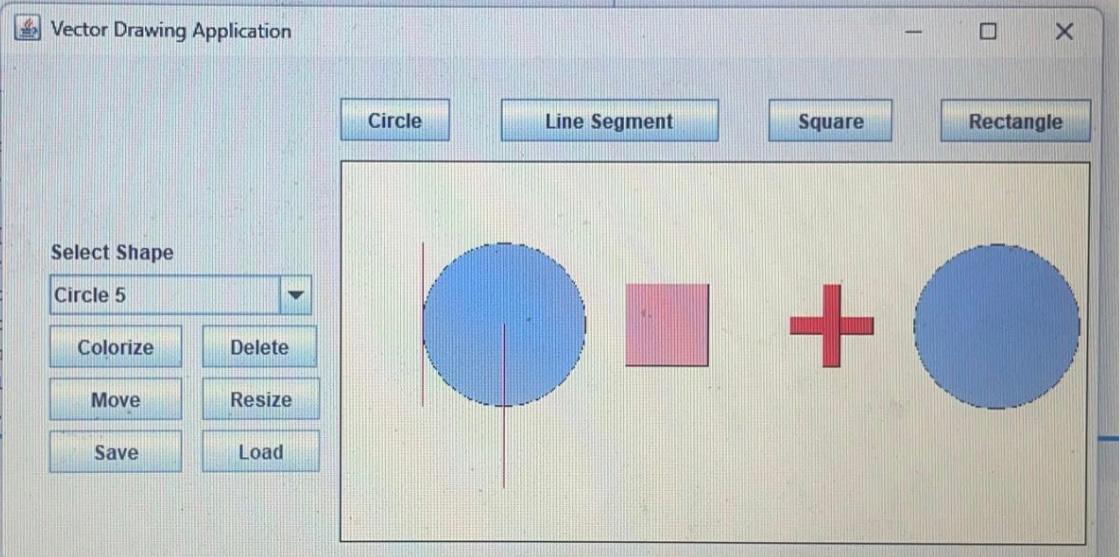 Vector Drawing Application
Circle
Line Segment
Square
Rectangle
Select Shape
Circle 5
Colorize
Delete
Move
Resize
Save
Load